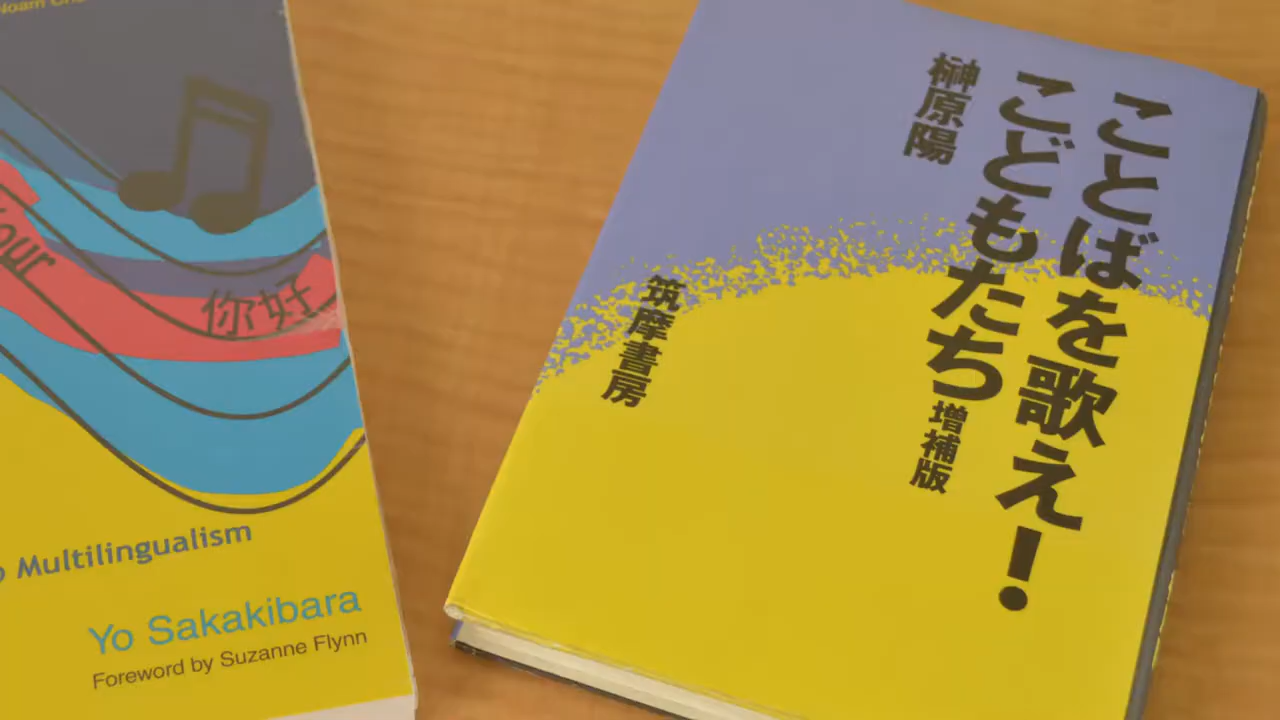 你好
Multilingualism
Yo Sakakibara
Foreword by Suzanne Flynn
ことばを歌え！
こどもたち
増補版
榊原陽
筑摩書房